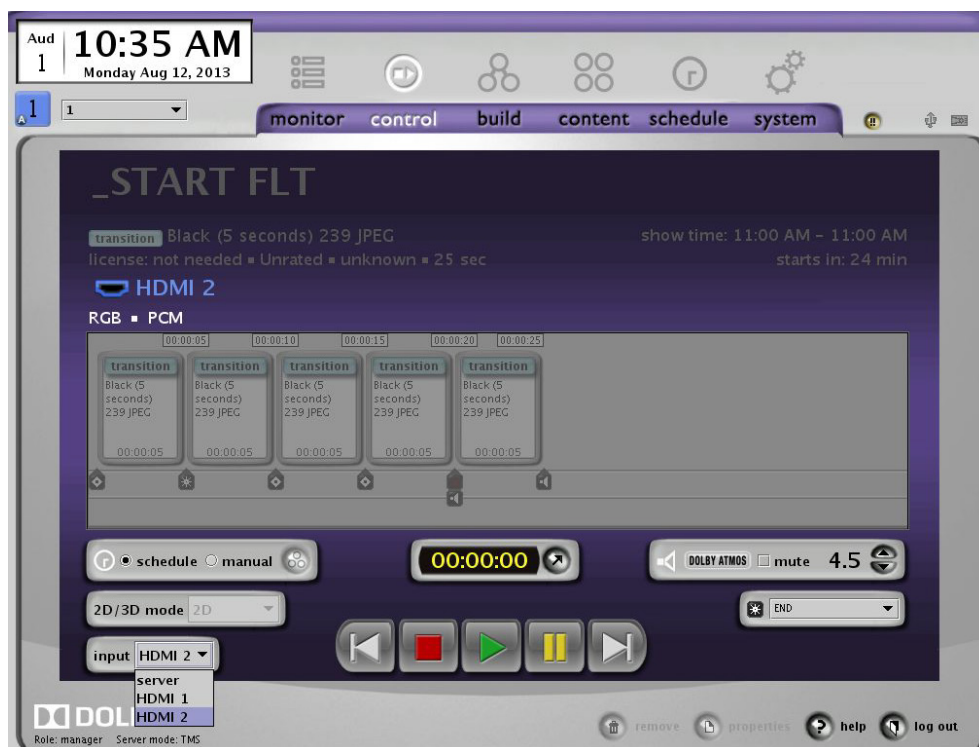 Aud
1
10:35 AM
Monday Aug 12, 2013
1
A
1
monitor
control
build
content
schedule
system
_START FLT
transition Black (5 seconds) 239 JPEG
show time: 11:00 AM – 11:00 AM
license: not needed ▪ Unrated ▪ unknown ▪ 25 sec
starts in: 24 min
HDMI 2
RGB ▪ PCM
00:00:05
00:00:10
00:00:15
00:00:20
00:00:25
transition
Black (5
seconds)
239 JPEG
00:00:05
transition
Black (5
seconds)
239 JPEG
00:00:05
transition
Black (5
seconds)
239 JPEG
00:00:05
transition
Black (5
seconds)
239 JPEG
00:00:05
transition
Black (5
seconds)
239 JPEG
00:00:05
schedule
manual
00:00:00
DOLBY ATMOS
mute
4.5
2D/3D mode 2D
END
input HDMI 2
server
HDMI 1
HDMI 2
DOL
Role: manager Server mode: TMS
remove
properties
help
log out